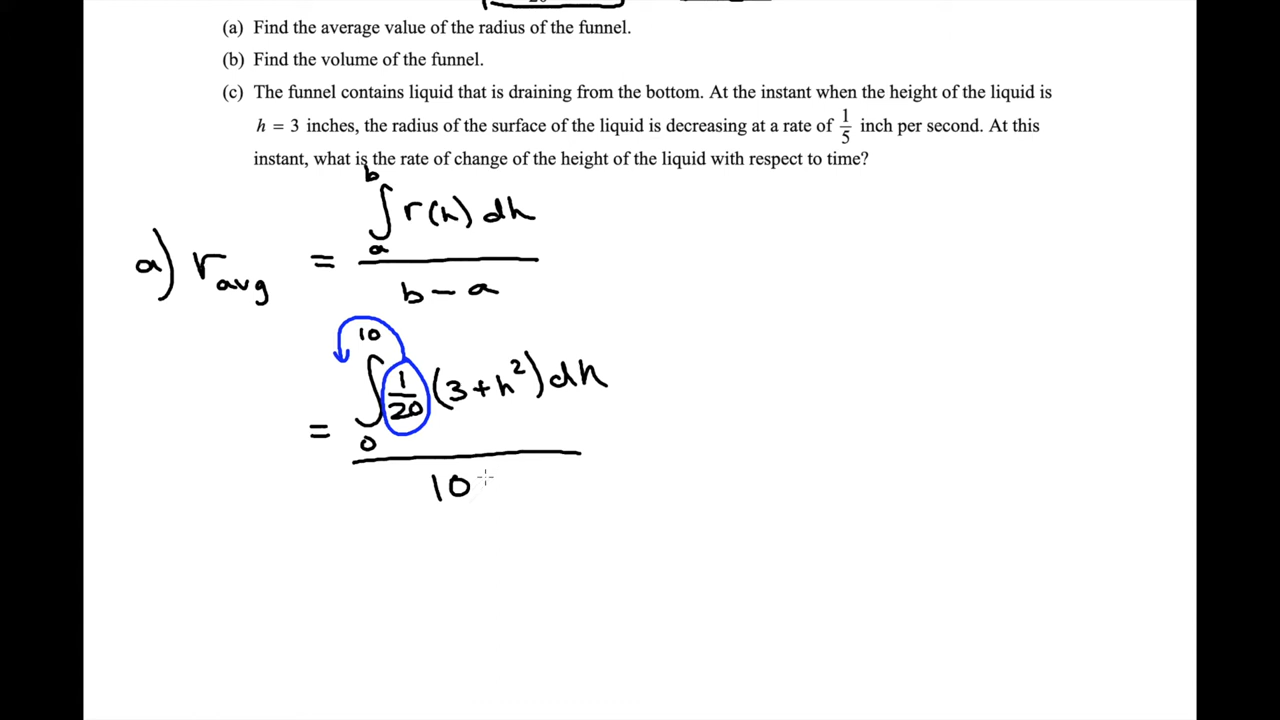 20
(a) Find the average value of the radius of the funnel.
(b) Find the volume of the funnel.
(c) The funnel contains liquid that is draining from the bottom. At the instant when the height of the liquid is
h = 3 inches, the radius of the surface of the liquid is decreasing at a rate of 1/5 inch per second. At this
instant, what is the rate of change of the height of the liquid with respect to time?
a) r_avg = ∫_a^b r(h) dh / (b - a)
= ∫_0^10 1/20 (3 + h²) dh / 10